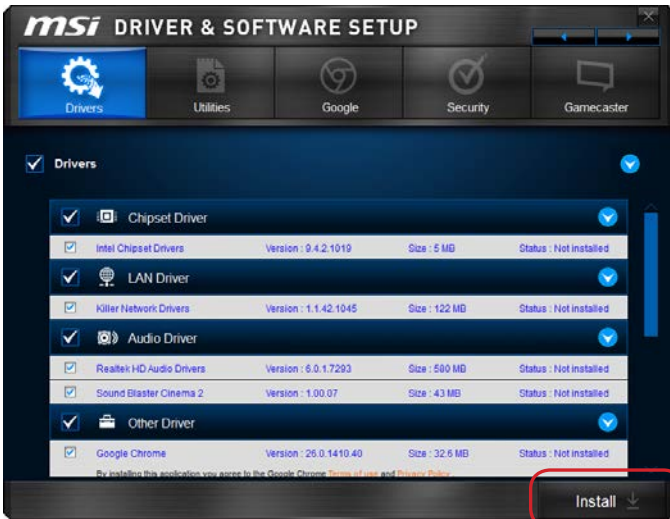 msi DRIVER & SOFTWARE SETUP
Drivers Utilities Google Security Gamecaster
Drivers
Chipset Driver
Intel Chipset Drivers Version : 9.4.2.1019 Size : 5 MB Status : Not installed
LAN Driver
Killer Network Drivers Version : 1.1.42.1045 Size : 122 MB Status : Not installed
Audio Driver
Realtek HD Audio Drivers Version : 6.0.1.7293 Size : 580 MB Status : Not installed
Sound Blaster Cinema 2 Version : 1.00.07 Size : 43 MB Status : Not installed
Other Driver
Google Chrome Version : 26.0.1410.40 Size : 32.6 MB Status : Not installed
By installing this application you agree to the Google Chrome Terms of use and Privacy Policy .
Install